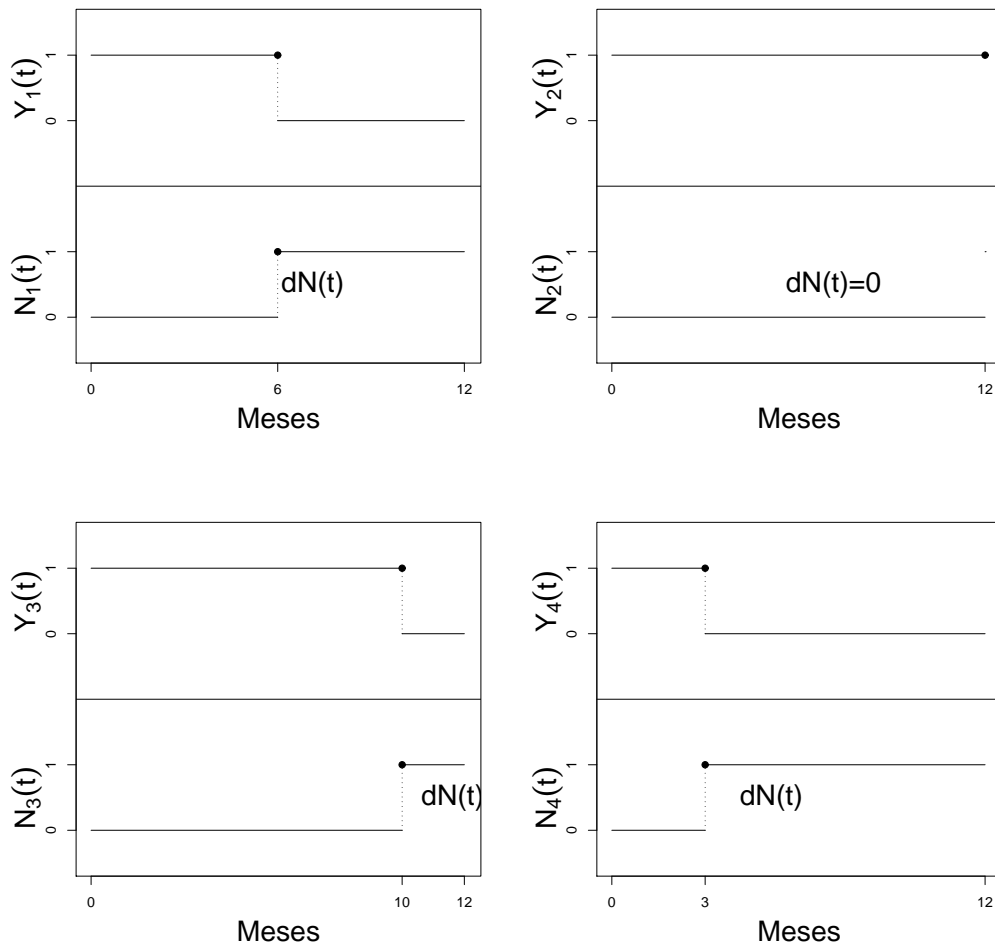 Y1(t)
1
0
N1(t)
1
0
dN(t)
0 6 12
Meses
Y2(t)
1
0
N2(t)
1
0
dN(t)=0
0 12
Meses
Y3(t)
1
0
N3(t)
1
0
dN(t)
0 10 12
Meses
Y4(t)
1
0
N4(t)
1
0
dN(t)
0 3 12
Meses